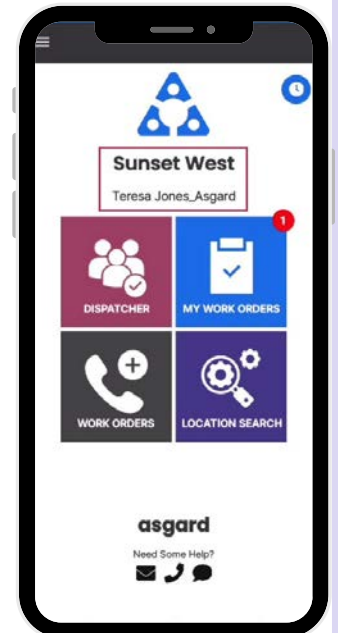 Sunset West
Teresa Jones_Asgard
1
DISPATCHER
MY WORK ORDERS
WORK ORDERS
LOCATION SEARCH
asgard
Need Some Help?